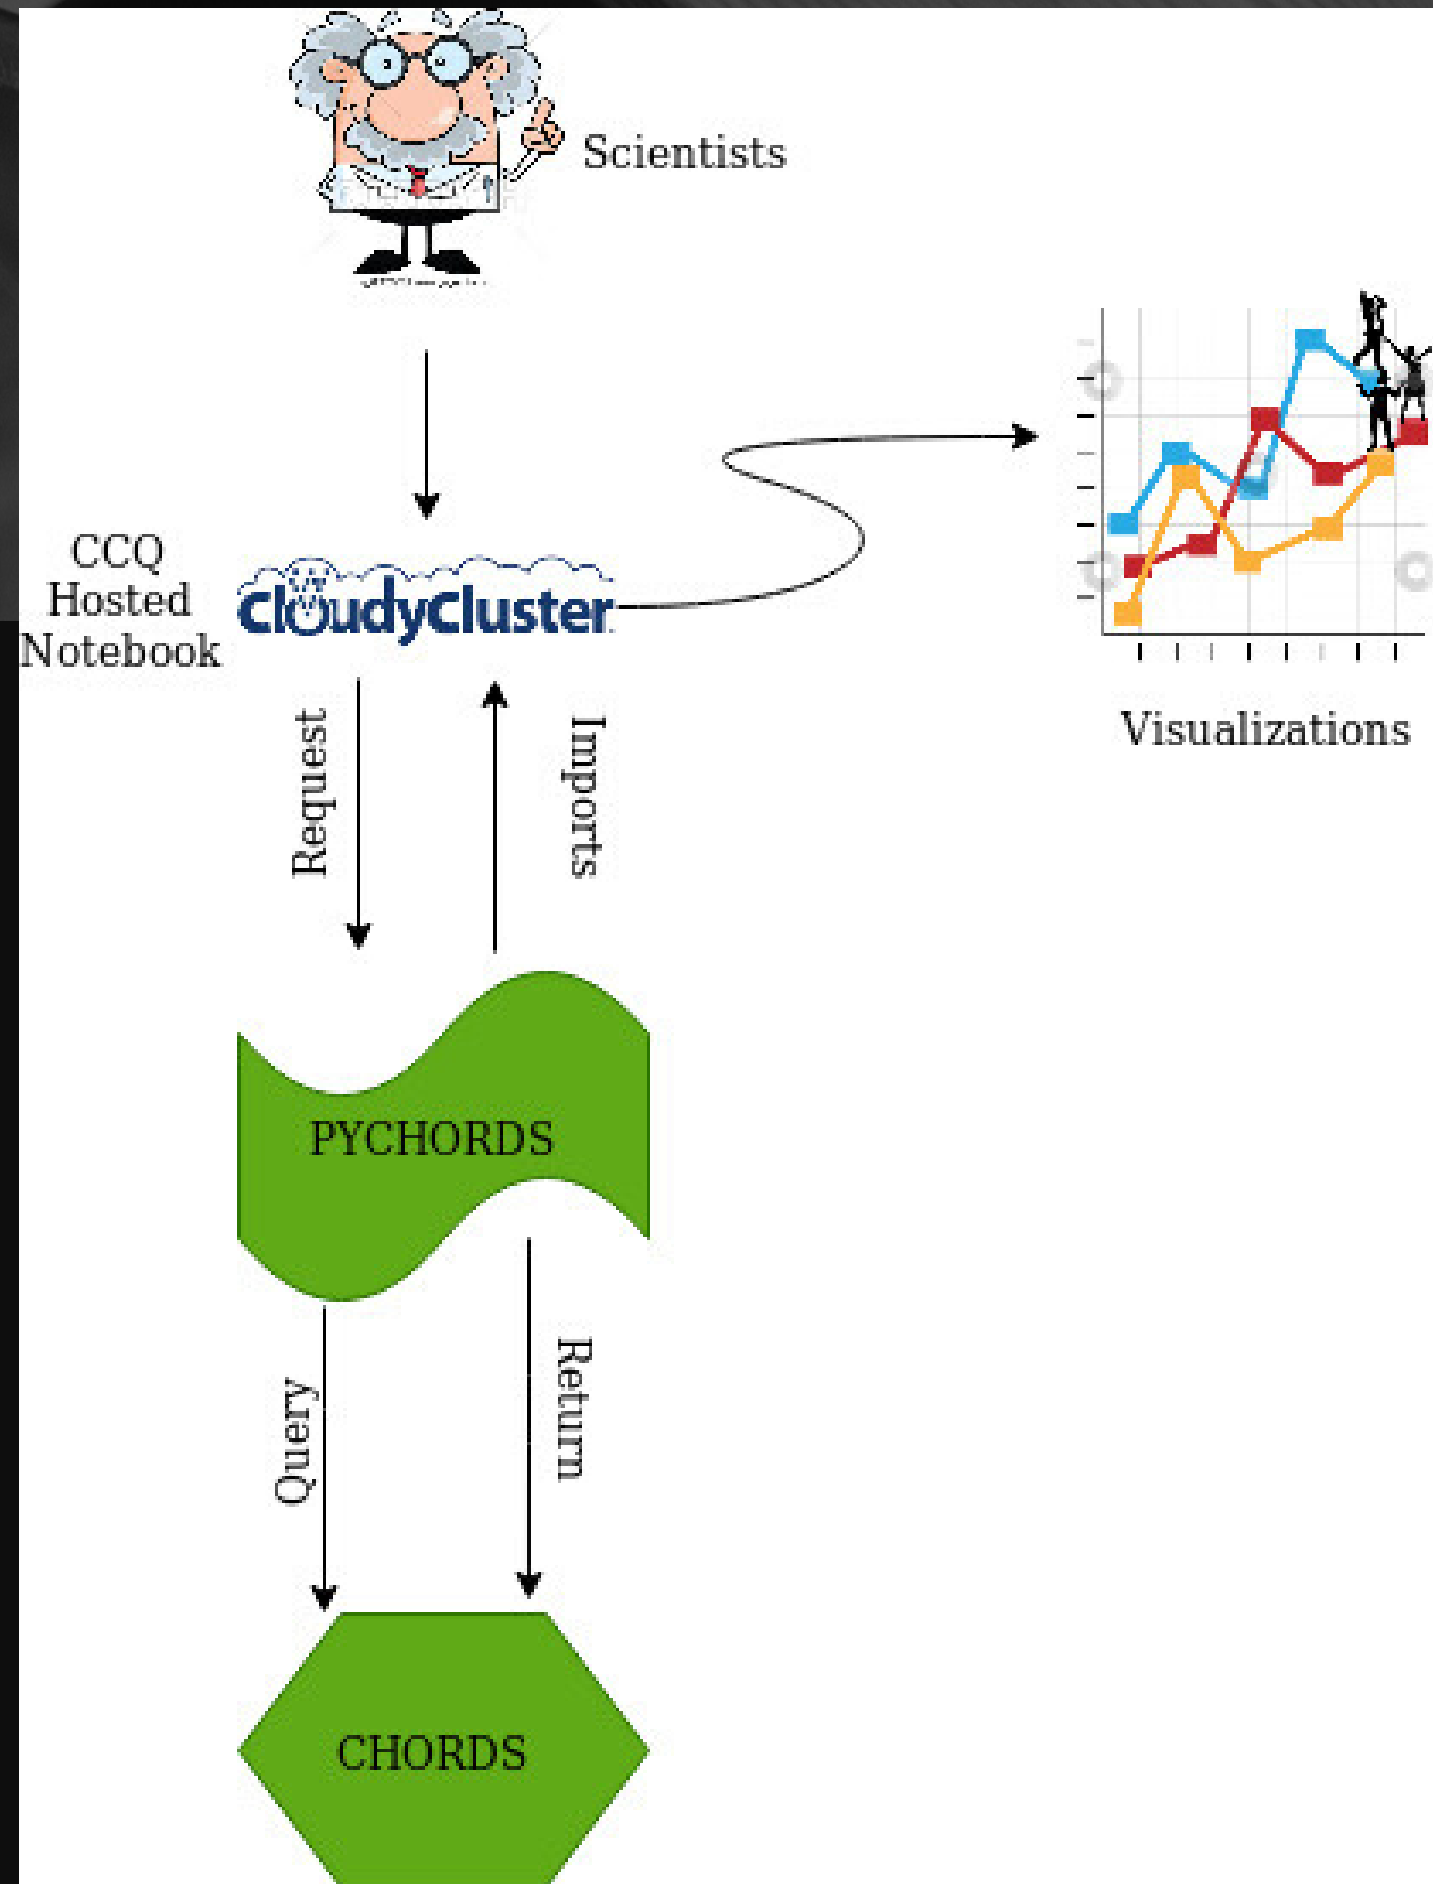 Scientists
CCQ
Hosted
Notebook
CloudyCluster
Visualizations
Request
Imports
PYCHORDS
Query
Return
CHORDS